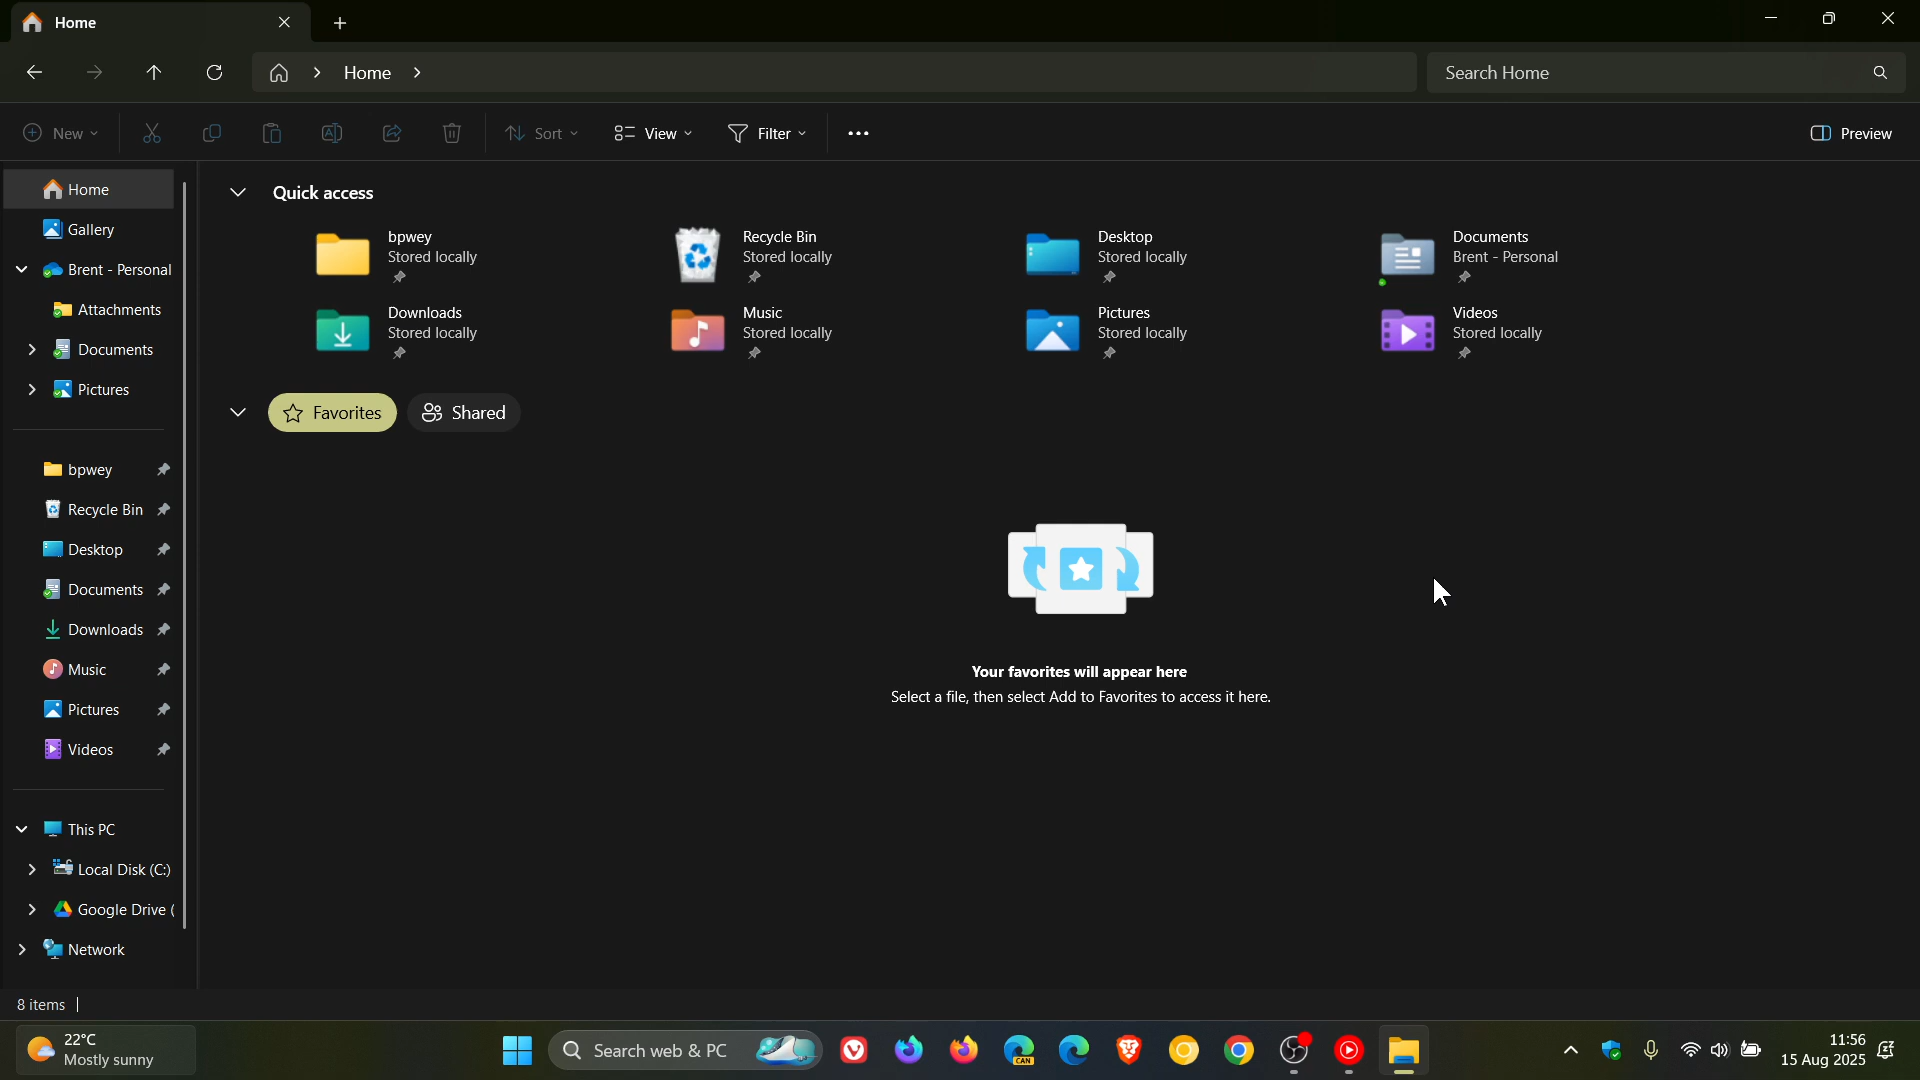 Home
Home
Search Home
New
Sort
View
Filter
Preview
Home
Gallery
Brent - Personal
Attachments
Documents
Pictures
bpwey
Recycle Bin
Desktop
Documents
Downloads
Music
Pictures
Videos
This PC
Local Disk (C:)
Google Drive (
Network
Quick access
bpwey
Stored locally
Recycle Bin
Stored locally
Desktop
Stored locally
Documents
Brent - Personal
Downloads
Stored locally
Music
Stored locally
Pictures
Stored locally
Videos
Stored locally
Favorites
Shared
Your favorites will appear here
Select a file, then select Add to Favorites to access it here.
8 items
22°C
Mostly sunny
Search web & PC
CAN
11:56
15 Aug 2025